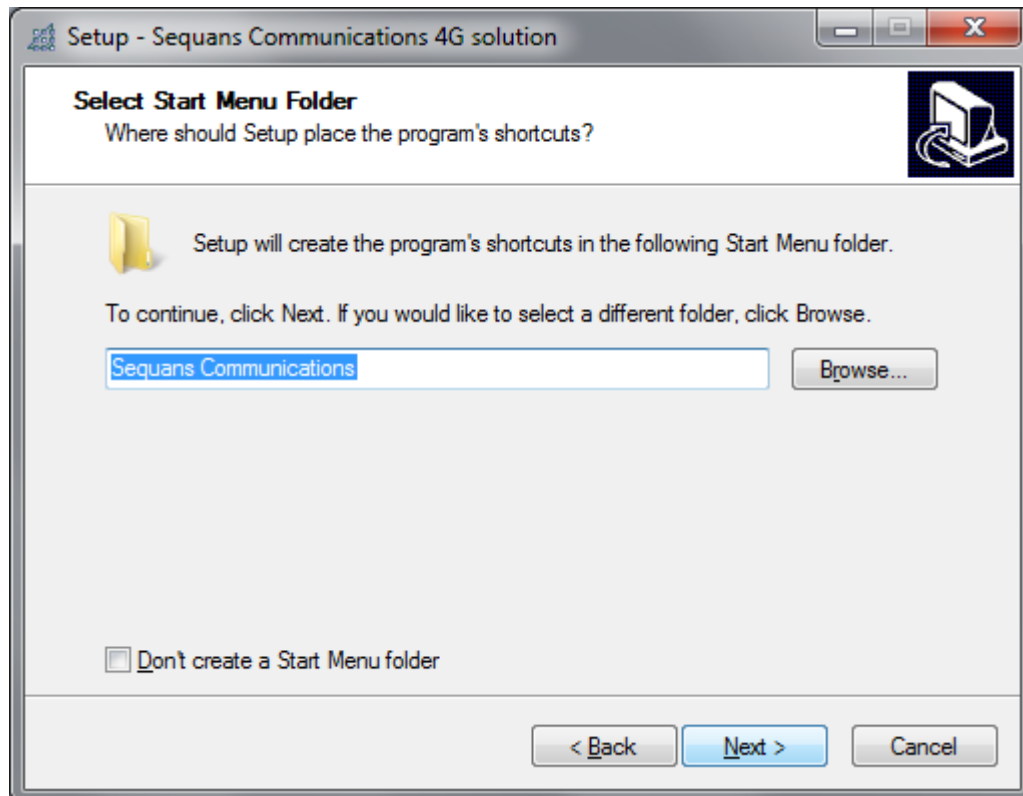 Setup - Sequans Communications 4G solution
Select Start Menu Folder
Where should Setup place the program's shortcuts?
Setup will create the program's shortcuts in the following Start Menu folder.
To continue, click Next. If you would like to select a different folder, click Browse.
Sequans Communications
Browse...
Don't create a Start Menu folder
< Back
Next >
Cancel